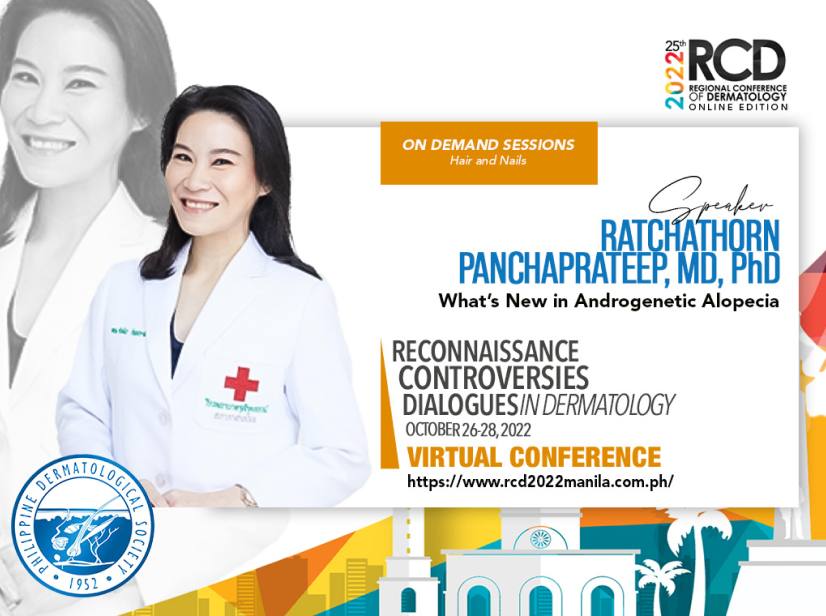 25th
2022
RCD
REGIONAL CONFERENCE
OF DERMATOLOGY
ONLINE EDITION
ON DEMAND SESSIONS
Hair and Nails
Speaker
RATCHATHORN
PANCHAPRATEEP, MD, PhD
What's New in Androgenetic Alopecia
RECONNAISSANCE
CONTROVERSIES
DIALOGUES IN DERMATOLOGY
OCTOBER 26-28, 2022
VIRTUAL CONFERENCE
https://www.rcd2022manila.com.ph/
PHILIPPINE DERMATOLOGICAL SOCIETY
• 1952 •